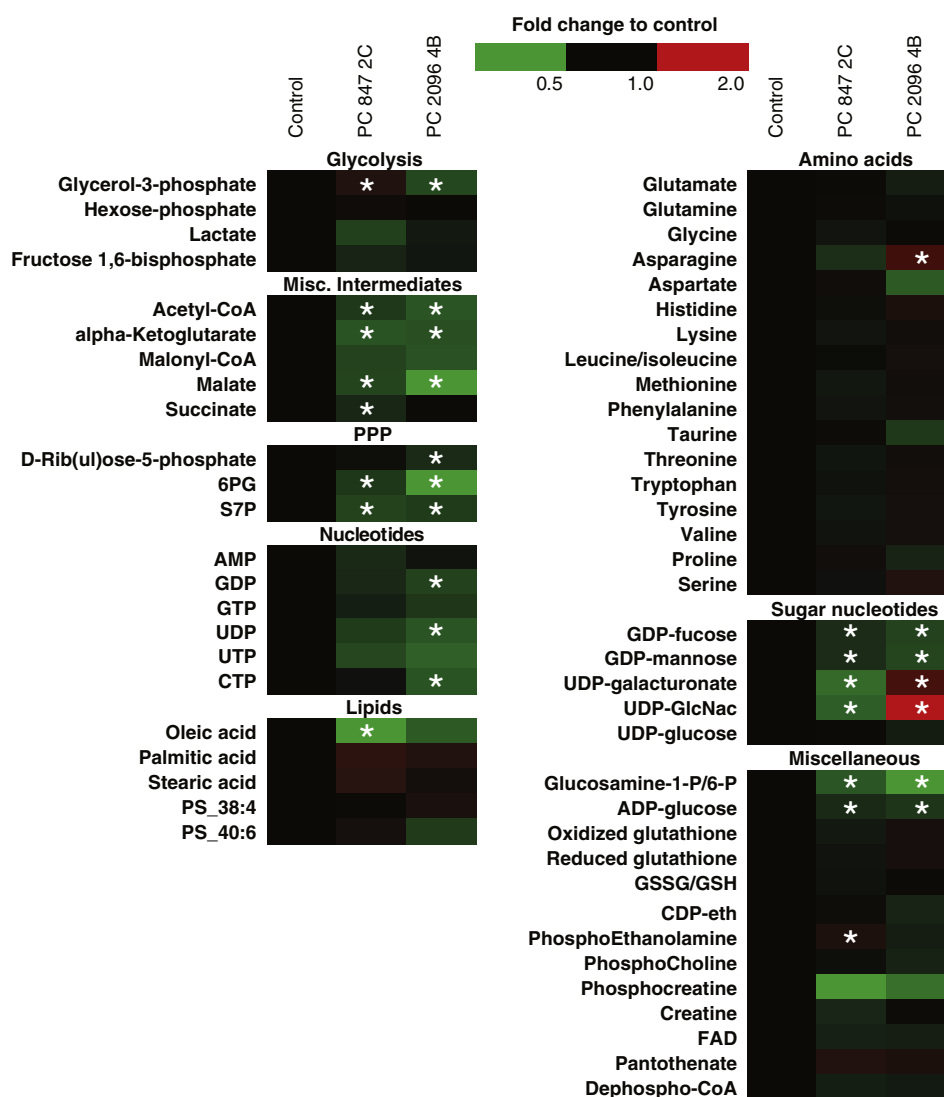 Fold change to control
0.5 1.0 2.0
Control
PC 847 2C
PC 2096 4B
Glycolysis
Glycerol-3-phosphate * *
Hexose-phosphate
Lactate
Fructose 1,6-bisphosphate
Misc. Intermediates
Acetyl-CoA * *
alpha-Ketoglutarate * *
Malonyl-CoA
Malate * *
Succinate *
PPP
D-Rib(ul)ose-5-phosphate *
6PG * *
S7P * *
Nucleotides
AMP
GDP *
GTP
UDP *
UTP
CTP *
Lipids
Oleic acid *
Palmitic acid
Stearic acid
PS_38:4
PS_40:6
Control
PC 847 2C
PC 2096 4B
Amino acids
Glutamate
Glutamine
Glycine
Asparagine *
Aspartate
Histidine
Lysine
Leucine/isoleucine
Methionine
Phenylalanine
Taurine
Threonine
Tryptophan
Tyrosine
Valine
Proline
Serine
Sugar nucleotides
GDP-fucose * *
GDP-mannose * *
UDP-galacturonate * *
UDP-GlcNac * *
UDP-glucose
Miscellaneous
Glucosamine-1-P/6-P * *
ADP-glucose * *
Oxidized glutathione
Reduced glutathione
GSSG/GSH
CDP-eth
PhosphoEthanolamine *
PhosphoCholine
Phosphocreatine
Creatine
FAD
Pantothenate
Dephospho-CoA